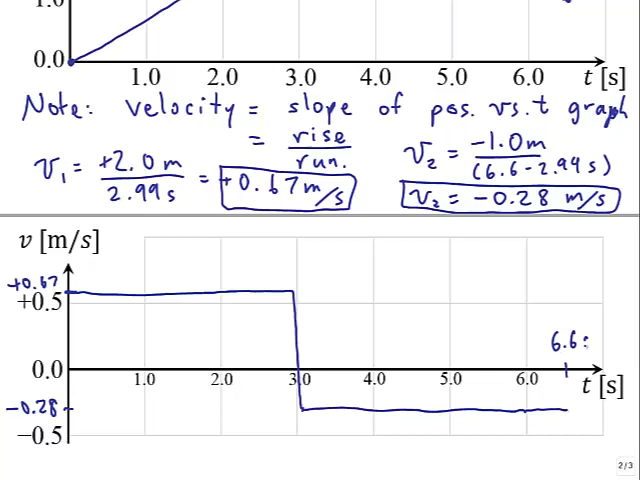 1.0
0.0
1.0 2.0 3.0 4.0 5.0 6.0 t [s]
Note: velocity = slope of pos. vs. t graph
= rise/run.
v₁ = +2.0 m/2.99 s = +0.67 m/s
v₂ = -1.0 m/(6.6-2.99 s)
v₂ = -0.28 m/s
v [m/s]
+0.67
+0.5
6.6s
0.0
1.0 2.0 3.0 4.0 5.0 6.0 t [s]
-0.28
−0.5
2/3